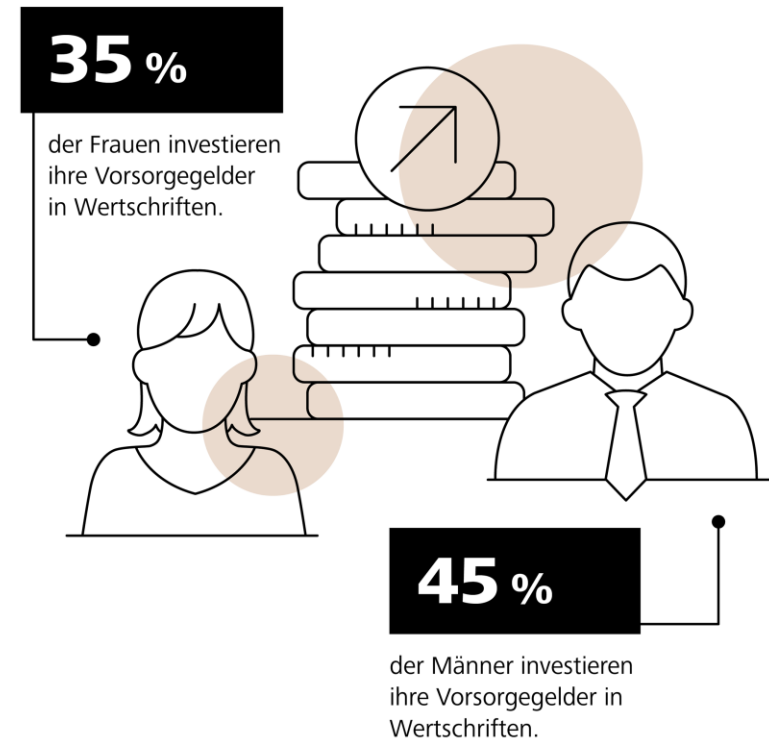 35 %
der Frauen investieren
ihre Vorsorgegelder
in Wertschriften.
45 %
der Männer investieren
ihre Vorsorgegelder in
Wertschriften.